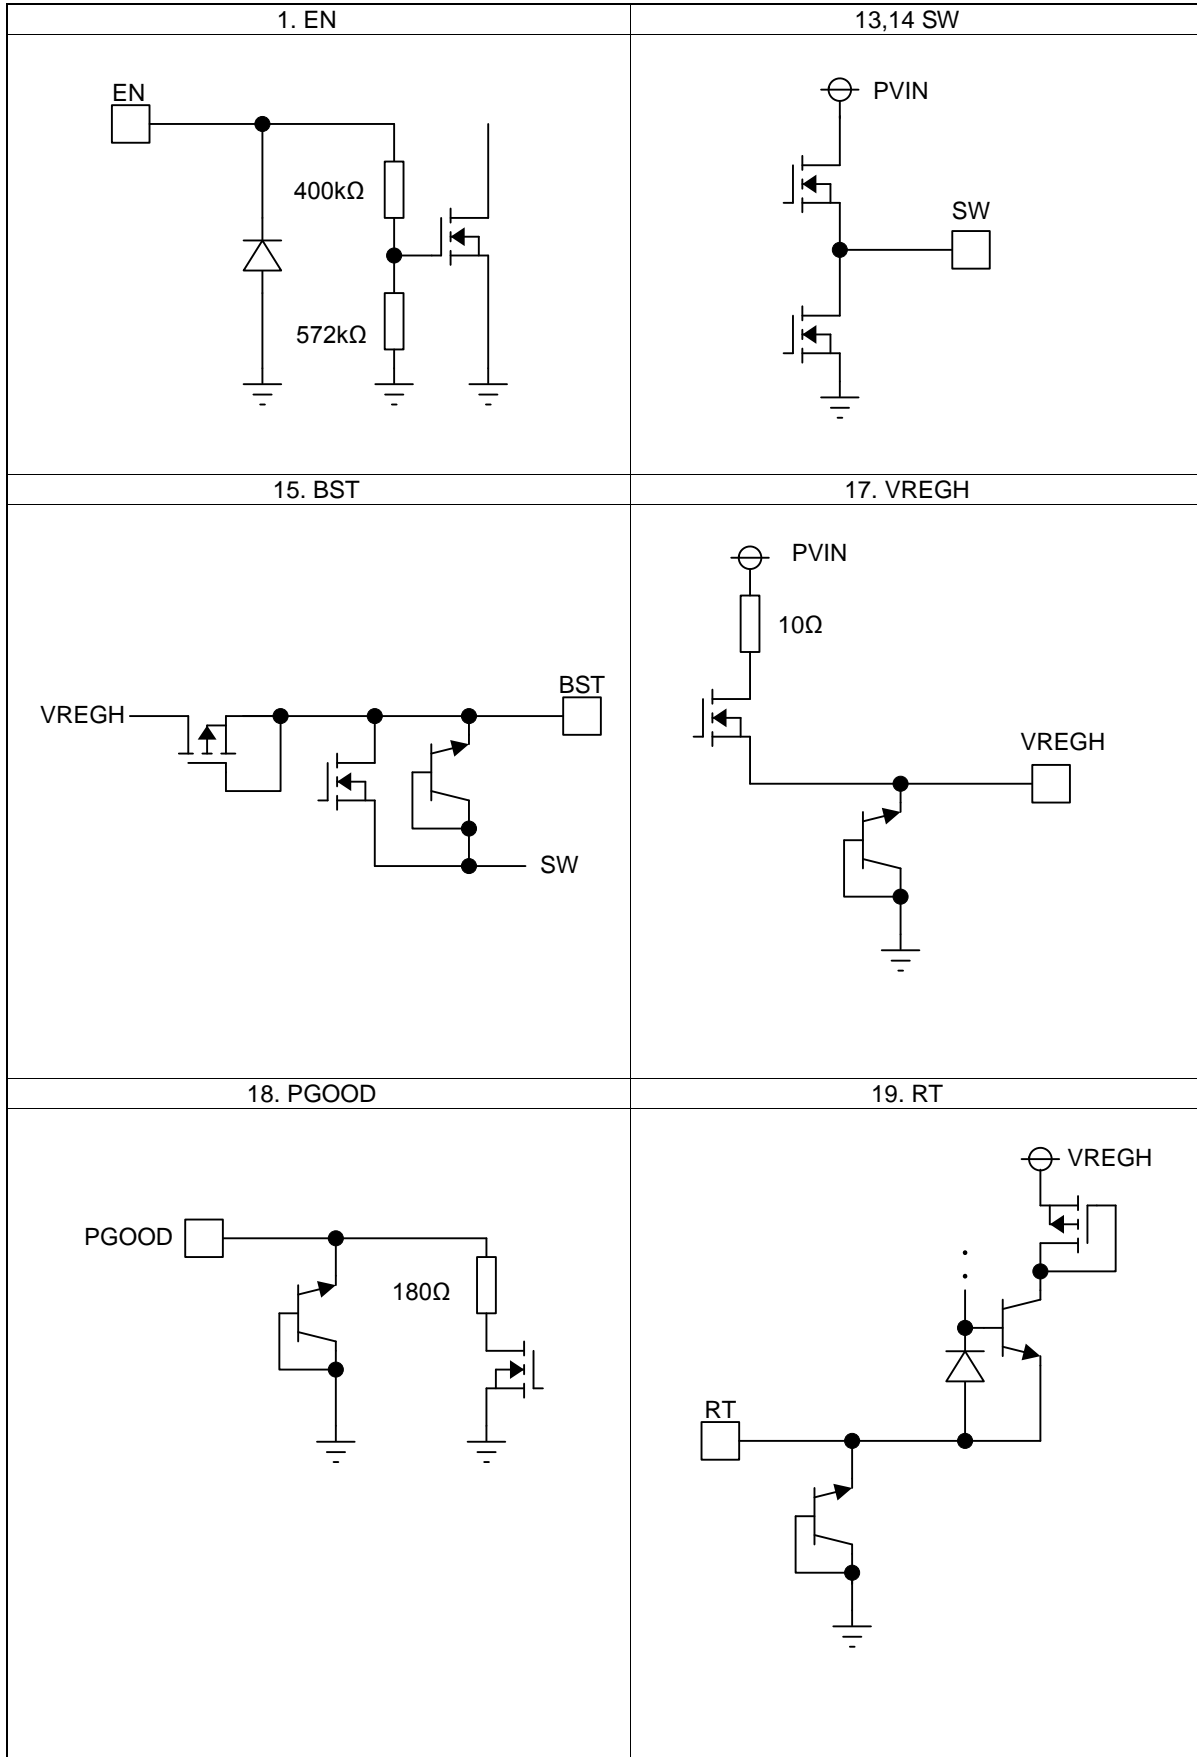 1. EN
13,14 SW
EN
400kΩ
572kΩ
PVIN
SW
15. BST
17. VREGH
VREGH
BST
SW
PVIN
10Ω
VREGH
18. PGOOD
19. RT
PGOOD
180Ω
VREGH
RT